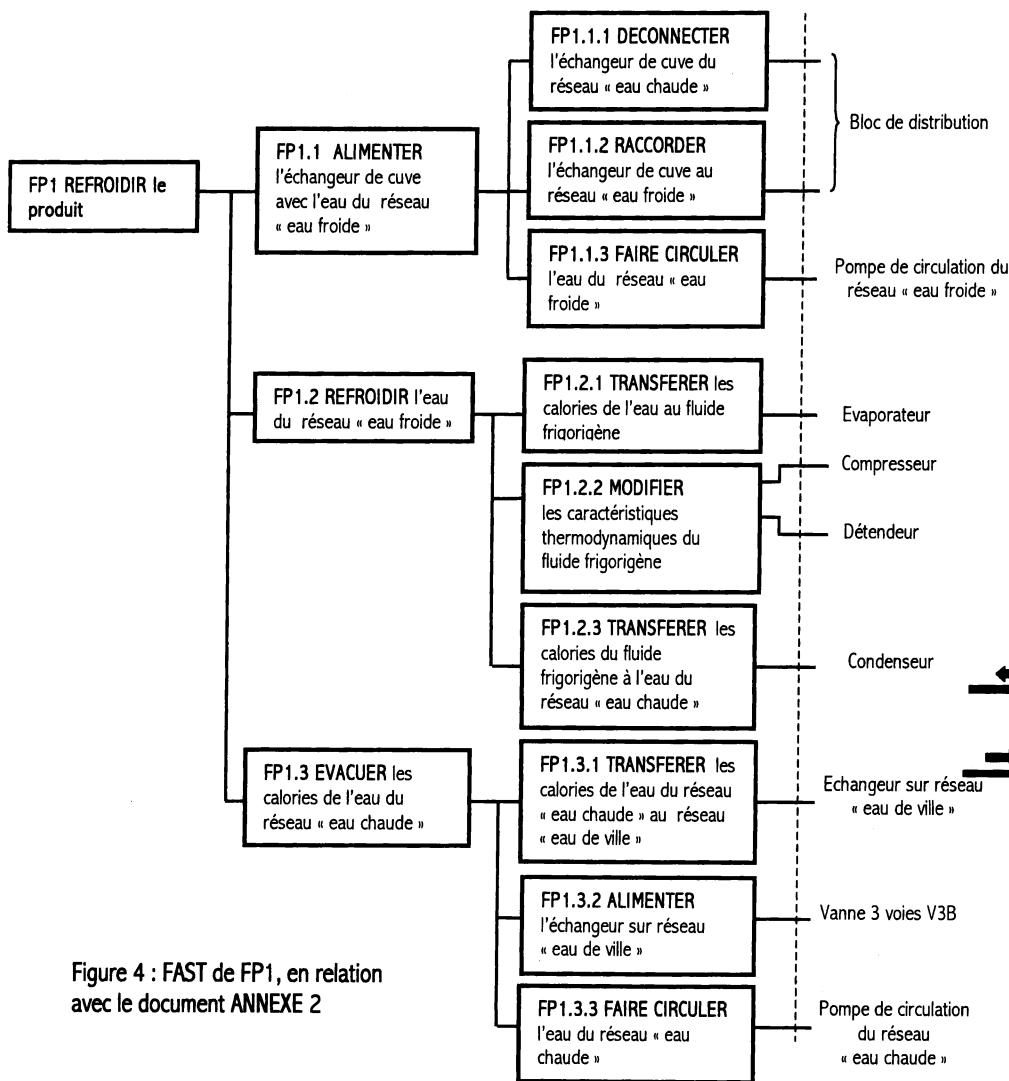 FP1 REFROIDIR le
produit
FP1.1 ALIMENTER
l'échangeur de cuve
avec l'eau du réseau
« eau froide »
FP1.1.1 DECONNECTER
l'échangeur de cuve du
réseau « eau chaude »
FP1.1.2 RACCORDER
l'échangeur de cuve au
réseau « eau froide »
Bloc de distribution
FP1.1.3 FAIRE CIRCULER
l'eau du réseau « eau
froide »
Pompe de circulation du
réseau « eau froide »
FP1.2 REFROIDIR l'eau
du réseau « eau froide »
FP1.2.1 TRANSFERER les
calories de l'eau au fluide
frigorigène
Evaporateur
FP1.2.2 MODIFIER
les caractéristiques
thermodynamiques du
fluide frigorigène
Compresseur
Détendeur
FP1.2.3 TRANSFERER les
calories du fluide
frigorigène à l'eau du
réseau « eau chaude »
Condenseur
FP1.3 EVACUER les
calories de l'eau du
réseau « eau chaude »
FP1.3.1 TRANSFERER les
calories de l'eau du réseau
« eau chaude » au réseau
« eau de ville »
Echangeur sur réseau
« eau de ville »
FP1.3.2 ALIMENTER
l'échangeur sur réseau
« eau de ville »
Vanne 3 voies V3B
FP1.3.3 FAIRE CIRCULER
l'eau du réseau « eau
chaude »
Pompe de circulation
du réseau
« eau chaude »
Figure 4 : FAST de FP1, en relation
avec le document ANNEXE 2